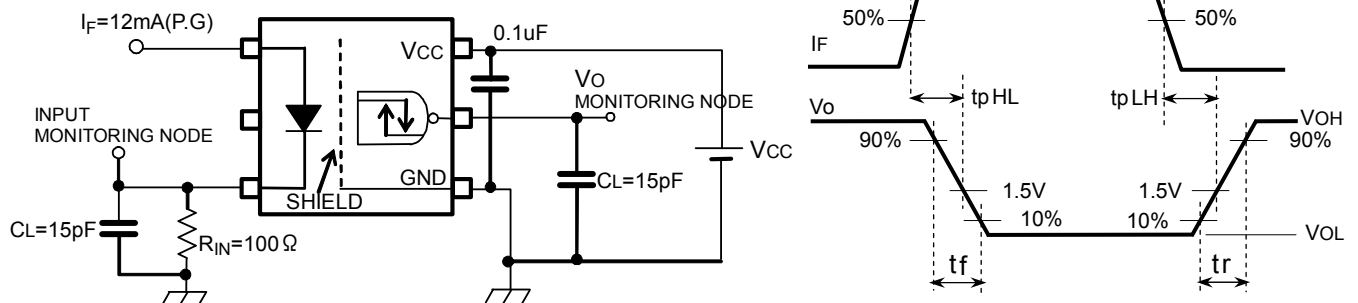 IF=12mA(P.G)
VCC
0.1uF
VO
MONITORING NODE
INPUT
MONITORING NODE
VCC
GND
CL=15pF
SHIELD
CL=15pF
RIN=100Ω
50%
50%
IF
tpHL
tpLH
Vo
VOH
90%
90%
1.5V
1.5V
10%
10%
VOL
tf
tr